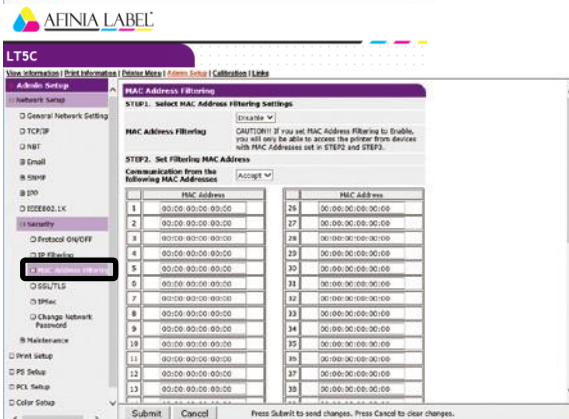 AFINIA LABEL
LT5C
View Information | Print Information | Printer Menu | Admin Setup | Calibration | Links
Admin Setup
Network Setup
General Network Setting
TCP/IP
NBT
Email
SNMP
IPP
IEEE802.1X
Security
Protocol ON/OFF
IP Filtering
MAC Address Filtering
SSL/TLS
IPSec
Change Network
Password
Maintenance
Print Setup
PS Setup
PCL Setup
Color Setup
MAC Address Filtering
STEP1. Select MAC Address Filtering Settings
Disable
MAC Address Filtering
CAUTION!! If you set MAC Address Filtering to Enable,
you will only be able to access the printer from devices
with MAC Addresses set in STEP2 and STEP3.
STEP2. Set Filtering MAC Address
Communication from the
following MAC Addresses
Accept
MAC Address MAC Address
1 00:00:00:00:00:00 26 00:00:00:00:00:00
2 00:00:00:00:00:00 27 00:00:00:00:00:00
3 00:00:00:00:00:00 28 00:00:00:00:00:00
4 00:00:00:00:00:00 29 00:00:00:00:00:00
5 00:00:00:00:00:00 30 00:00:00:00:00:00
6 00:00:00:00:00:00 31 00:00:00:00:00:00
7 00:00:00:00:00:00 32 00:00:00:00:00:00
8 00:00:00:00:00:00 33 00:00:00:00:00:00
9 00:00:00:00:00:00 34 00:00:00:00:00:00
10 00:00:00:00:00:00 35 00:00:00:00:00:00
11 00:00:00:00:00:00 36 00:00:00:00:00:00
12 00:00:00:00:00:00 37 00:00:00:00:00:00
13 00:00:00:00:00:00 38 00:00:00:00:00:00
Submit Cancel Press Submit to send changes. Press Cancel to clear changes.